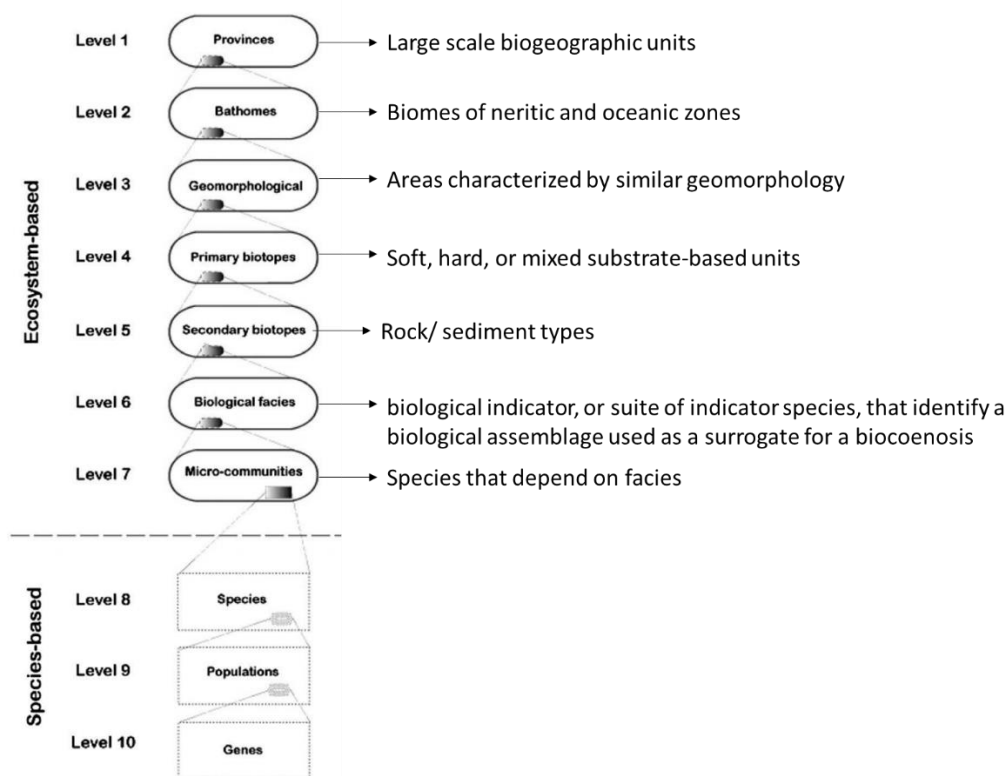 Level 1 Provinces Large scale biogeographic units
Level 2 Bathomes Biomes of neritic and oceanic zones
Level 3 Geomorphological Areas characterized by similar geomorphology
Level 4 Primary biotopes Soft, hard, or mixed substrate-based units
Level 5 Secondary biotopes Rock/ sediment types
Level 6 Biological facies biological indicator, or suite of indicator species, that identify a
biological assemblage used as a surrogate for a biocoenosis
Level 7 Micro-communities Species that depend on facies
Ecosystem-based
Level 8 Species
Level 9 Populations
Level 10 Genes
Species-based